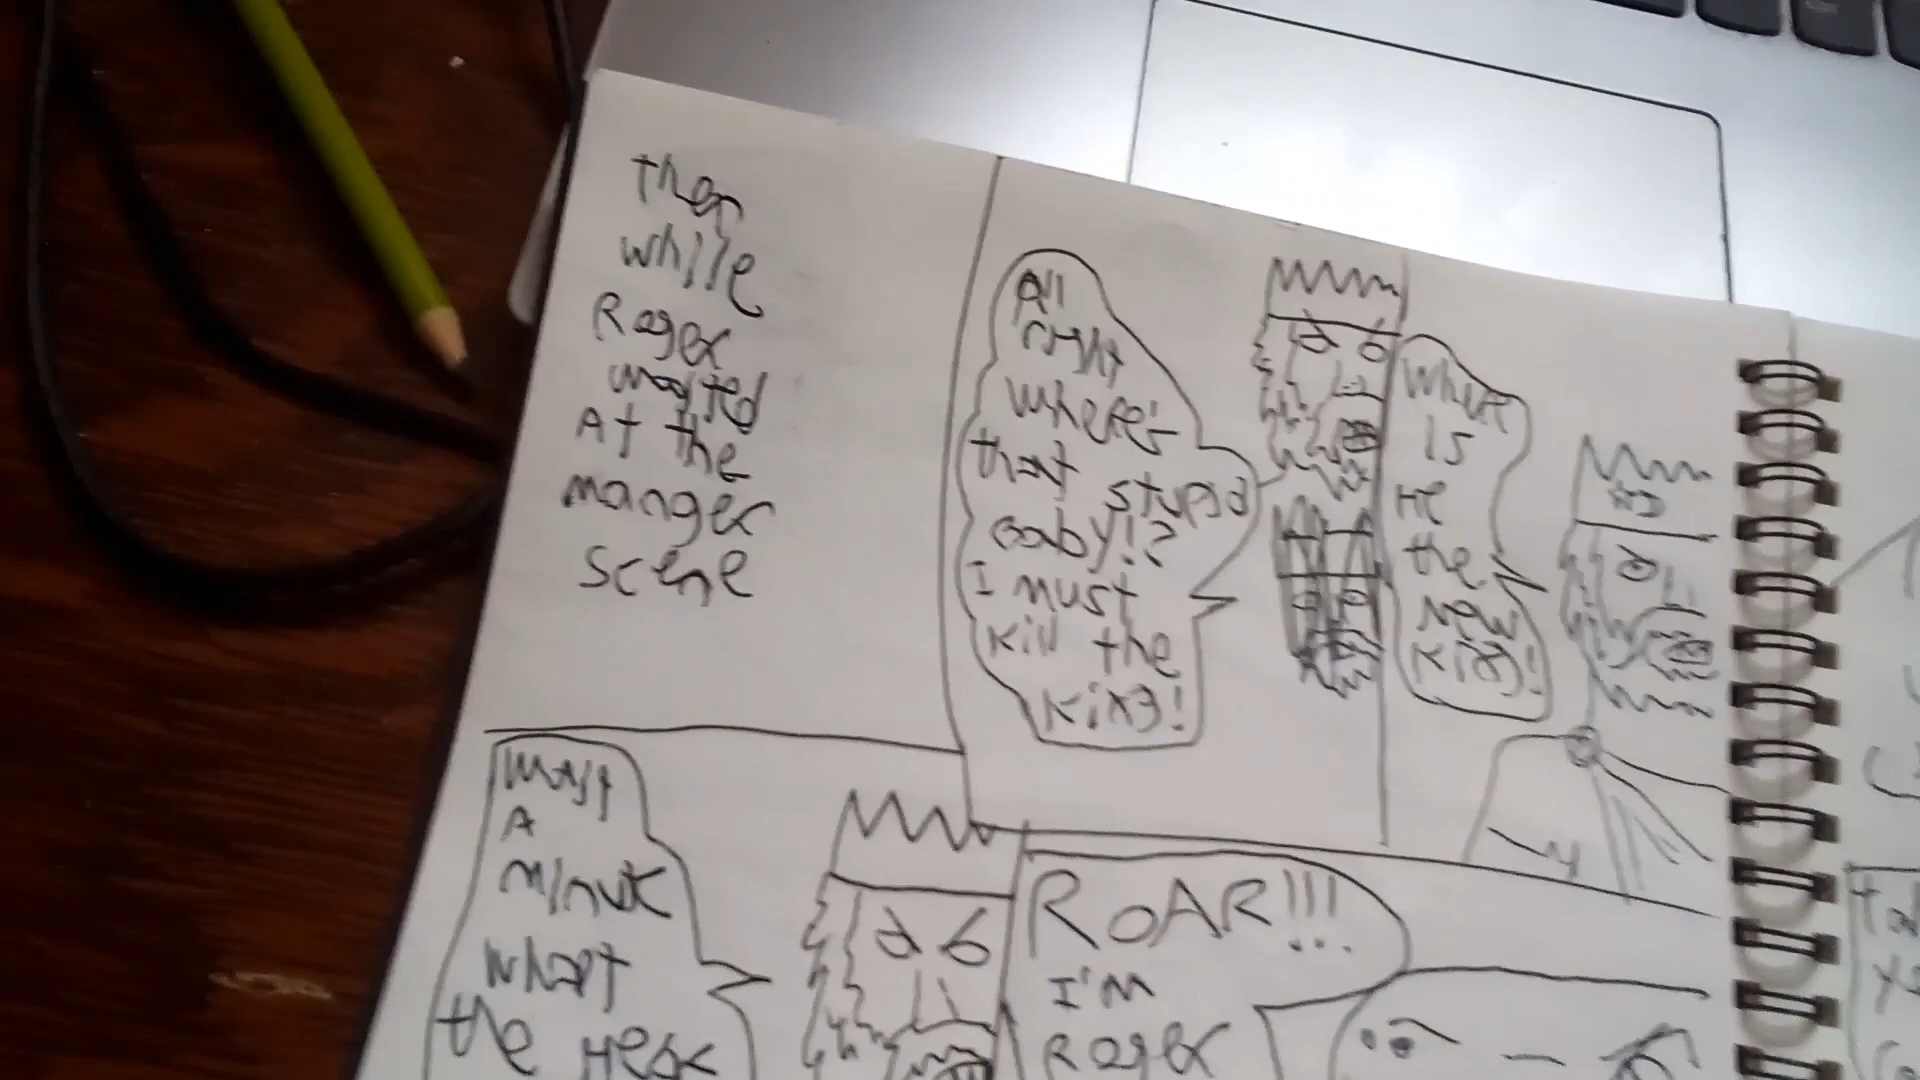 then
while
Roger
waited
At the
manger
scene
All
right
where's
that stupid
baby!?
I must
kill the
king!
Where
is
He
the
New
king!
Wait
A
minute
what
the Heck
ROAR!!!
I'M
Roger